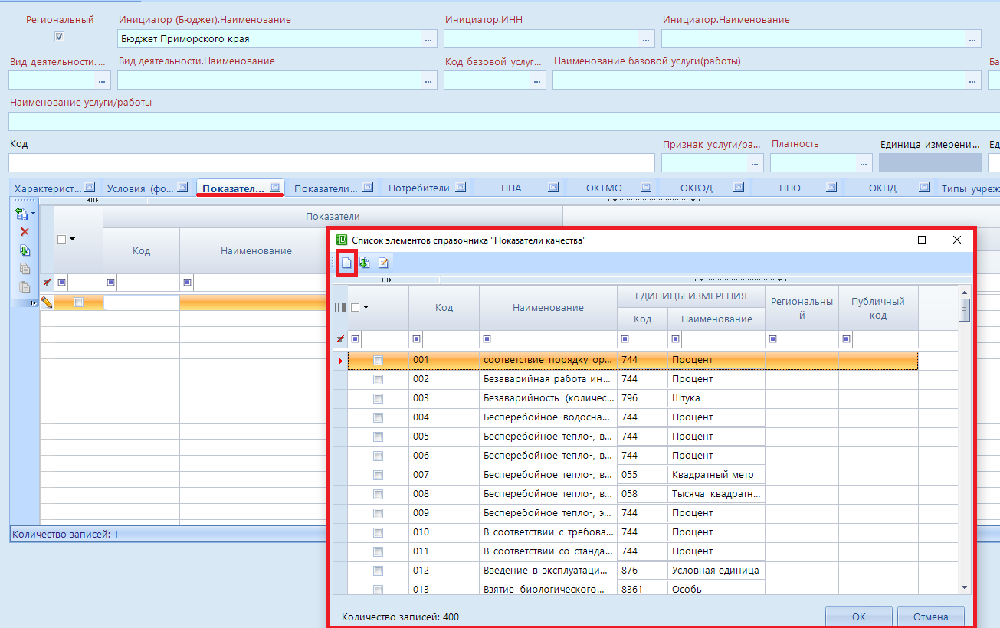 Региональный
Инициатор (Бюджет).Наименование
Инициатор.ИНН
Инициатор.Наименование
Бюджет Приморского края ...
...
...
Вид деятельности. ...
Вид деятельности.Наименование
Код базовой услуг...
Наименование базовой услуги(работы)
Ба
...
...
...
...
Наименование услуги/работы
Код
Признак услуги/ра...
Платность
Единица измерени...
Ед
...
...
Характерист...
Условия (фо...
Показател...
Показатели...
Потребители
НПА
ОКТМО
ОКВЭД
ППО
ОКПД
Типы учреж
Показатели
Код
Наименование
Количество записей: 1
Список элементов справочника "Показатели качества"
ЕДИНИЦЫ ИЗМЕРЕНИЯ
Код
Наименование
Код
Наименование
Региональны
й
Публичный
код
001 соответствие порядку ор... 744 Процент
002 Безаварийная работа ин... 744 Процент
003 Безаварийность (количес... 796 Штука
004 Бесперебойное водосна... 744 Процент
005 Бесперебойное тепло-, в... 744 Процент
006 Бесперебойное тепло-, в... 744 Процент
007 Бесперебойное тепло-, в... 055 Квадратный метр
008 Бесперебойное тепло-, в... 058 Тысяча квадратн...
009 Бесперебойное тепло-, э... 744 Процент
010 В соответствии с требова... 744 Процент
011 В соответствии со станда... 744 Процент
012 Введение в эксплуатаци... 876 Условная единица
013 Взятие биологического... 8361 Особь
Количество записей: 400
OK
Отмена